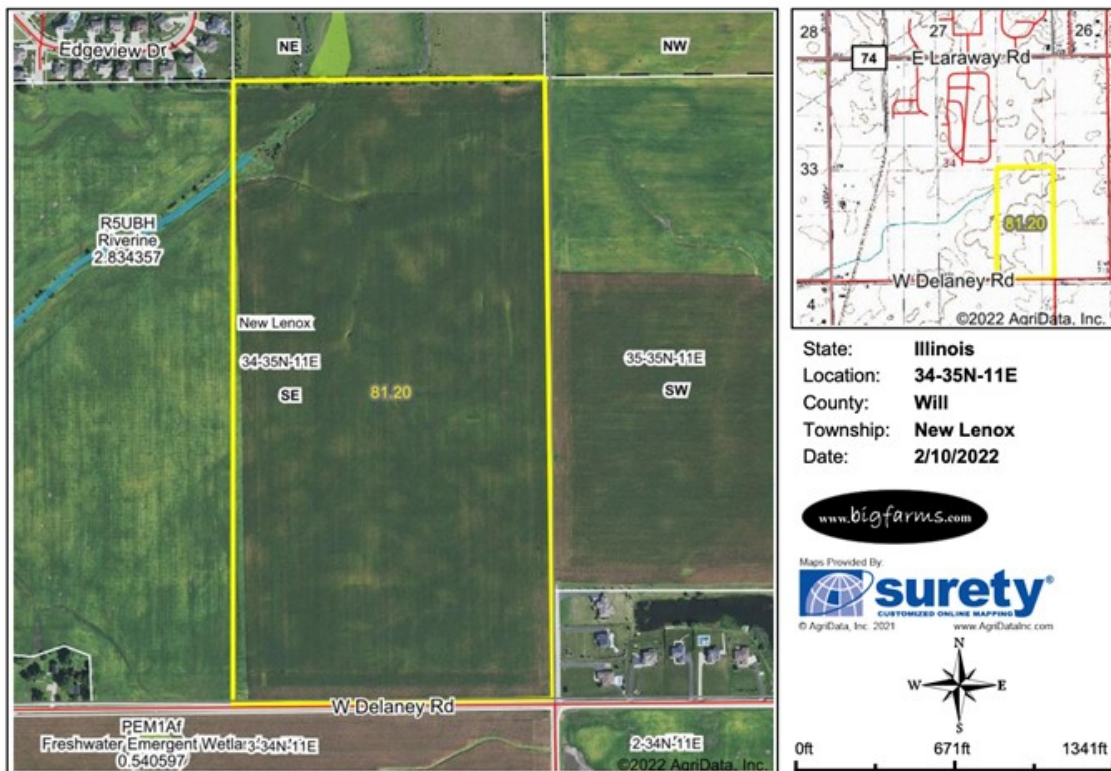 Edgeview Dr
NE
NW
R5UBH
Riverine
2.834357
New Lenox
34-35N-11E
SE
81.20
35-35N-11E
SW
W Delaney Rd
PEM1Af
Freshwater Emergent Wetla
3-34N-11E
0.540597
2-34N-11E
©2022 AgriData, Inc.
28
27
26
74
E Laraway Rd
33
34
81.20
W Delaney Rd
4
©2022 AgriData, Inc.
State: Illinois
Location: 34-35N-11E
County: Will
Township: New Lenox
Date: 2/10/2022
www.bigfarms.com
Maps Provided By:
surety®
CUSTOMIZED ONLINE MAPPING
© AgriData, Inc. 2021 www.AgriDataInc.com
N
W E
S
0ft 671ft 1341ft